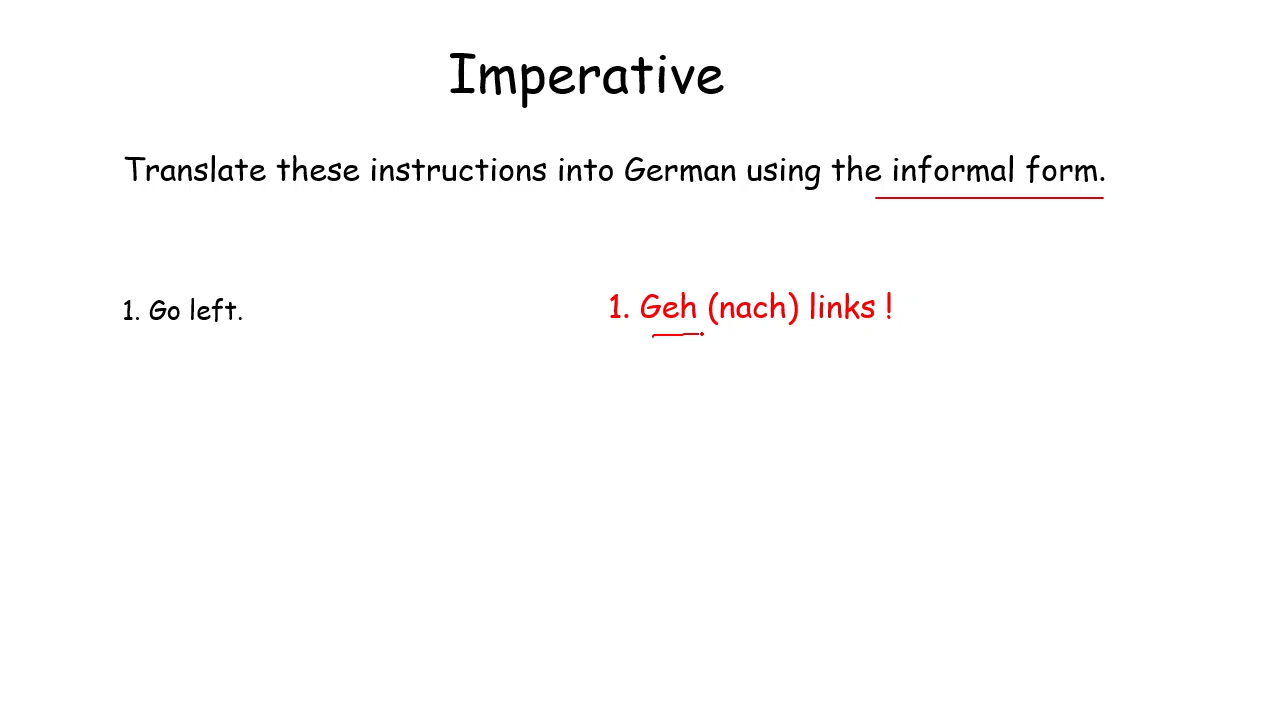 Imperative
Translate these instructions into German using the informal form.
1. Go left.
1. Geh (nach) links !